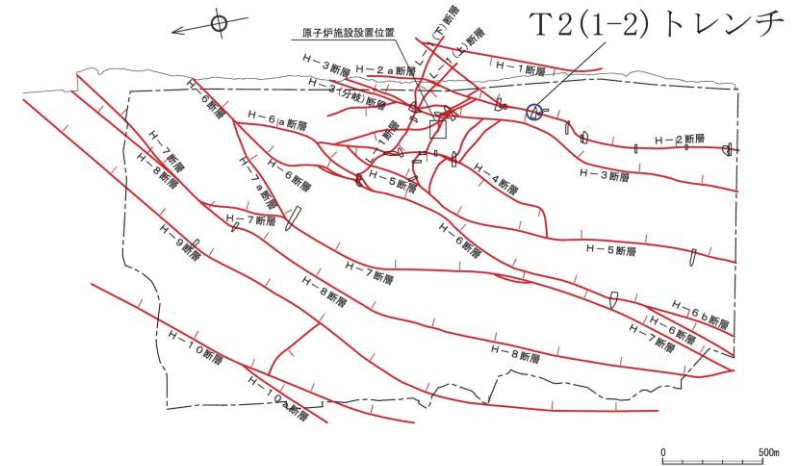 T2(1-2)トレンチ
原子炉施設設置位置
L-1(下)断層
L-1(上)断層
H-1断層
H-3断層
H-2a断層
H-3(分岐)断層
H-6断層
H-6a断層
L-1断層
H-2断層
H-3断層
H-7断層
H-8断層
H-7a断層
H-6断層
H-5断層
H-4断層
H-7断層
H-6断層
H-5断層
H-9断層
H-7断層
H-8断層
H-6b断層
H-6断層
H-7断層
H-8断層
H-10断層
H-10a断層
0 500m